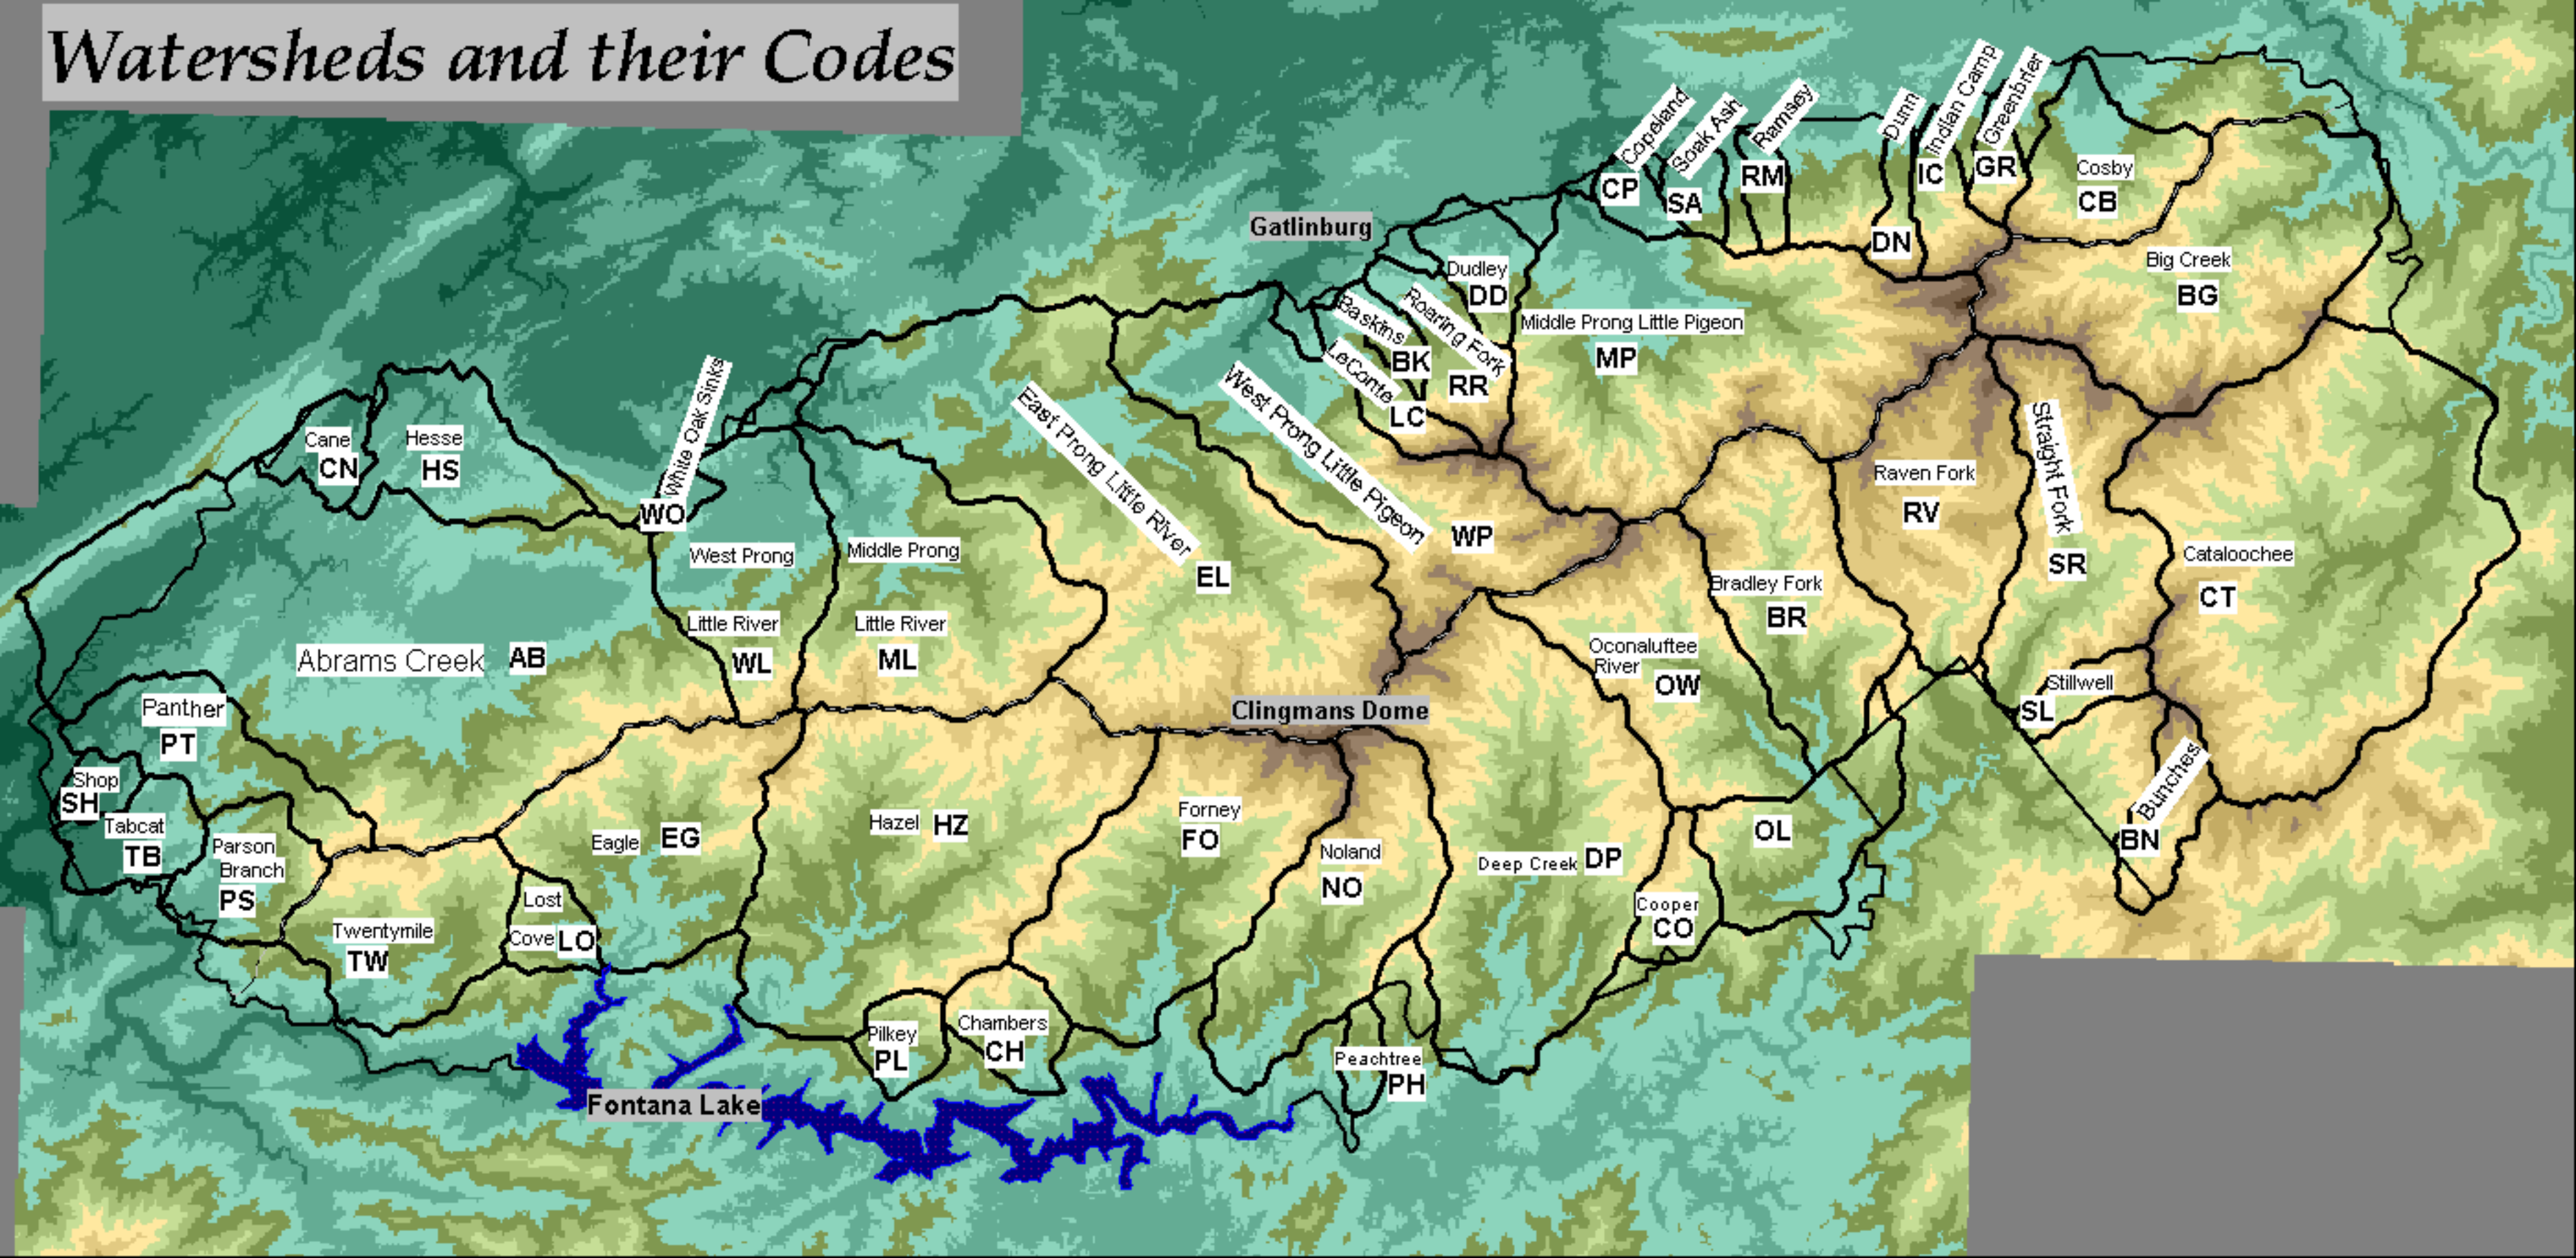 Watersheds and their Codes
Copeland
CP
Soak Ash
SA
Ramsey
RM
Dunn
DN
Indian Camp
IC
Greenbrier
GR
Cosby
CB
Big Creek
BG
Gatlinburg
Dudley
DD
Roaring Fork
RR
Baskins
BK
LeConte
LC
Middle Prong Little Pigeon
MP
West Prong Little Pigeon
WP
East Prong Little River
EL
White Oak Sinks
WO
Cane
CN
Hesse
HS
West Prong
Little River
WL
Middle Prong
Little River
ML
Abrams Creek AB
Raven Fork
RV
Straight Fork
SR
Cataloochee
CT
Bradley Fork
BR
Oconaluftee
River
OW
Stillwell
SL
Bunches
BN
Clingmans Dome
Panther
PT
Shop
SH
Tabcat
TB
Parson
Branch
PS
Twentymile
TW
Lost
Cove LO
Eagle EG
Hazel HZ
Forney
FO
Noland
NO
Deep Creek DP
OL
Cooper
CO
Pilkey
PL
Chambers
CH
Peachtree
PH
Fontana Lake